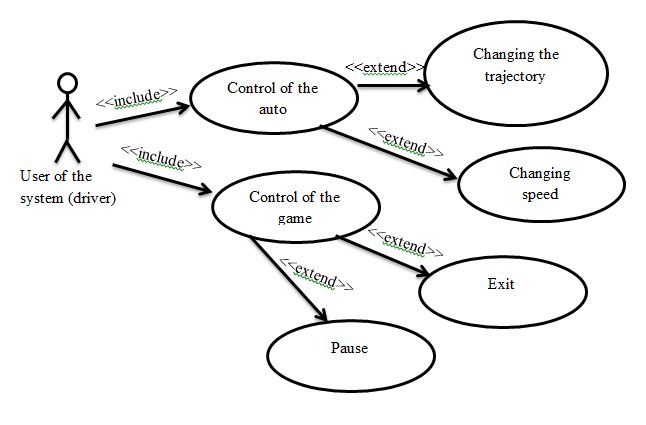 Changing the
trajectory
<<extend>>
Control of the
auto
<<include>>
<<extend>>
<<include>>
User of the
system (driver)
Changing
speed
Control of the
game
<<extend>>
<<extend>>
Exit
Pause